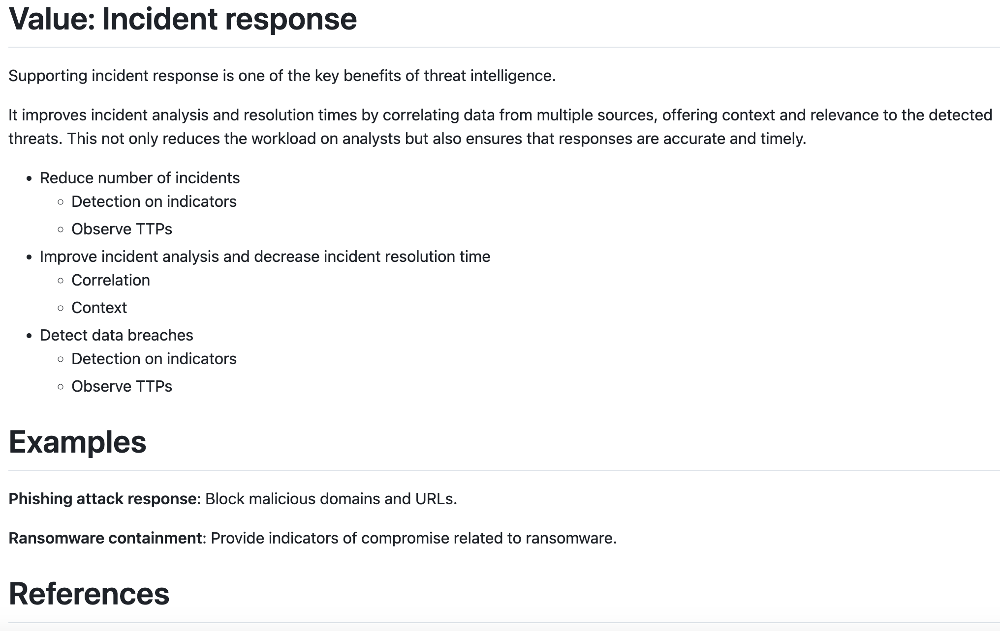 Value: Incident response
Supporting incident response is one of the key benefits of threat intelligence.
It improves incident analysis and resolution times by correlating data from multiple sources, offering context and relevance to the detected
threats. This not only reduces the workload on analysts but also ensures that responses are accurate and timely.
• Reduce number of incidents
◦ Detection on indicators
◦ Observe TTPs
• Improve incident analysis and decrease incident resolution time
◦ Correlation
◦ Context
• Detect data breaches
◦ Detection on indicators
◦ Observe TTPs
Examples
Phishing attack response: Block malicious domains and URLs.
Ransomware containment: Provide indicators of compromise related to ransomware.
References